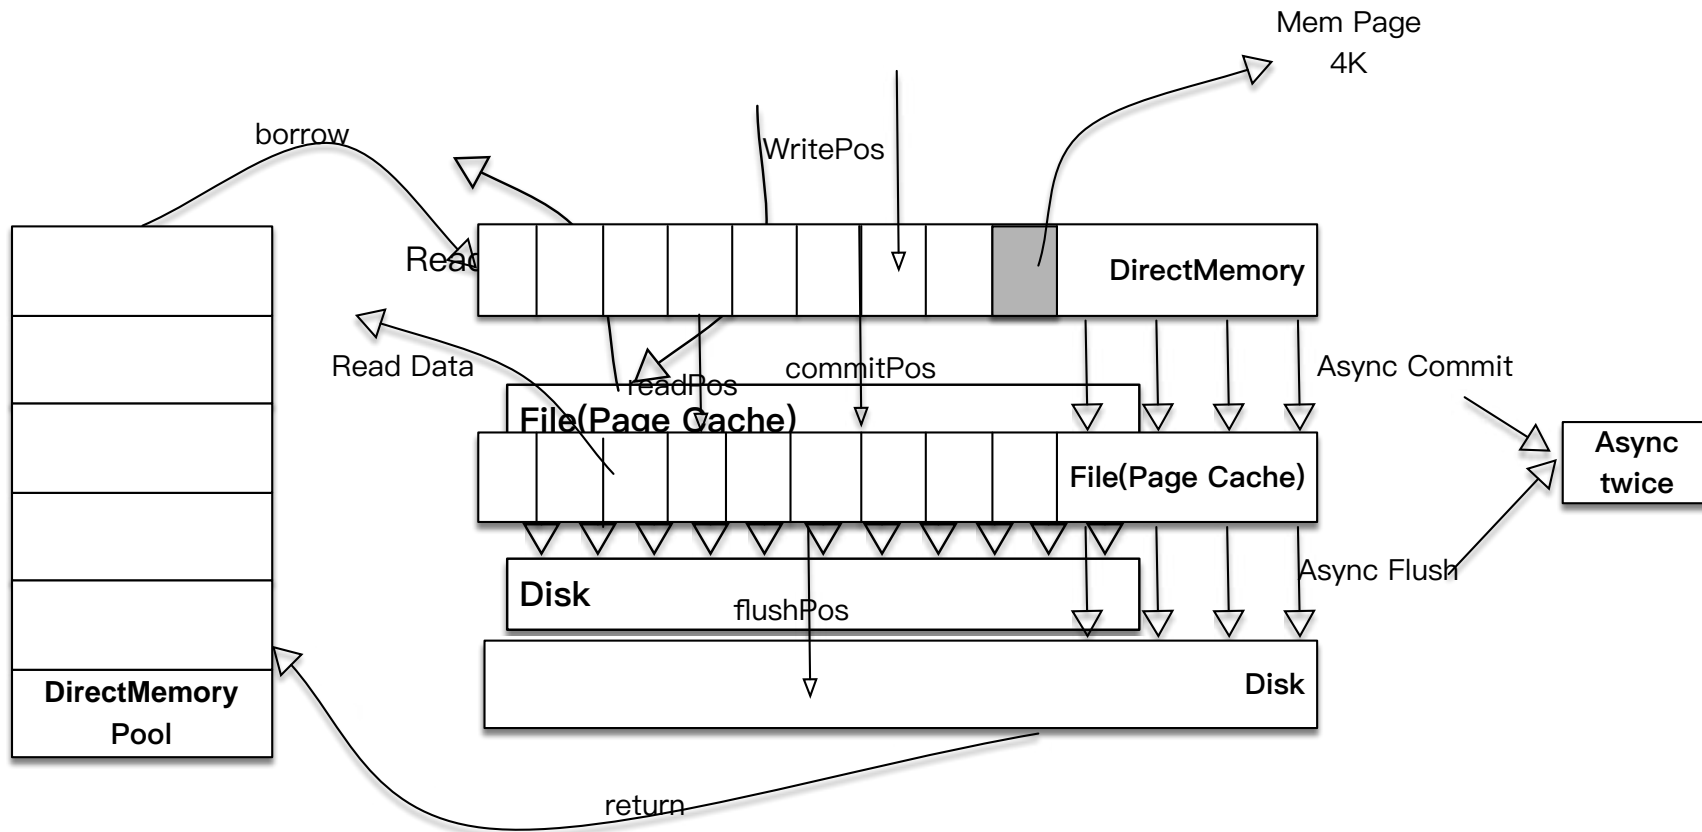 Mem Page
4K
borrow
WritePos
DirectMemory
Read Data
readPos
commitPos
Async Commit
File(Page Cache)
File(Page Cache)
Async
twice
Async Flush
Disk
flushPos
Disk
DirectMemory
Pool
return